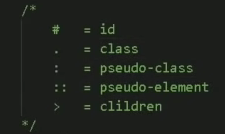 /*
# = id
. = class
: = pseudo-class
:: = pseudo-element
> = clildren
*/